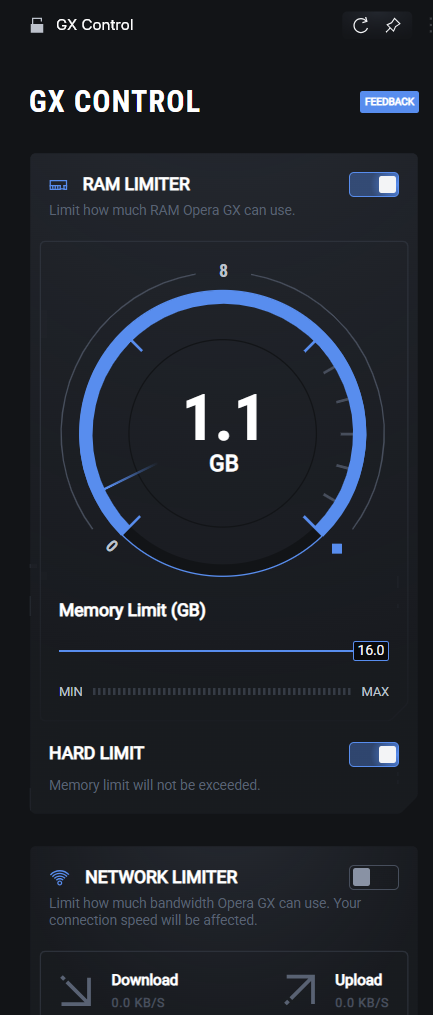 GX Control
GX CONTROL
FEEDBACK
RAM LIMITER
Limit how much RAM Opera GX can use.
8
1.1
GB
0
Memory Limit (GB)
16.0
MIN MAX
HARD LIMIT
Memory limit will not be exceeded.
NETWORK LIMITER
Limit how much bandwidth Opera GX can use. Your
connection speed will be affected.
Download Upload
0.0 KB/S 0.0 KB/S